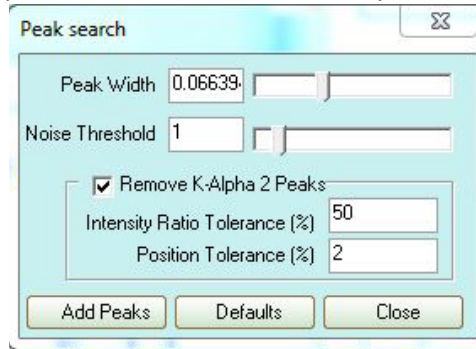 Peak search
Peak Width 0.06639
Noise Threshold 1
Remove K-Alpha 2 Peaks
Intensity Ratio Tolerance (%) 50
Position Tolerance (%) 2
Add Peaks Defaults Close